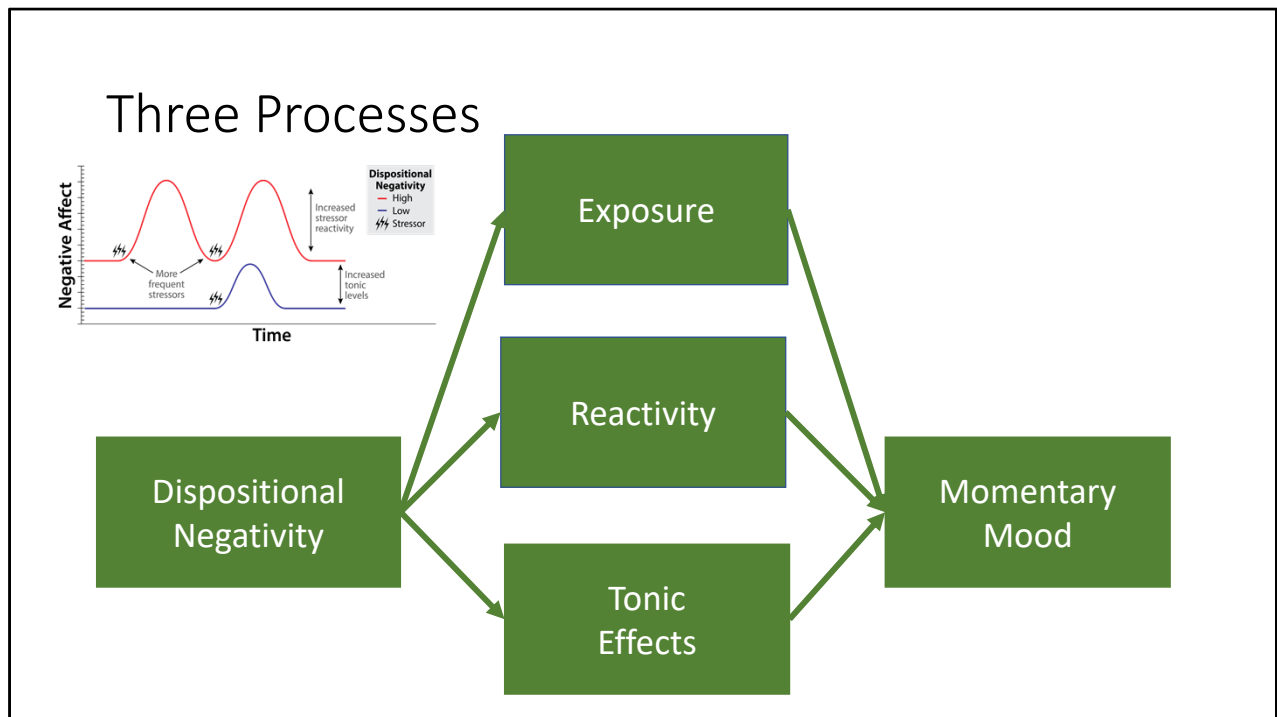 Three Processes
Negative Affect
Dispositional
Negativity
High
Low
Stressor
Increased
stressor
reactivity
More
frequent
stressors
Increased
tonic
levels
Time
Exposure
Reactivity
Dispositional
Negativity
Tonic
Effects
Momentary
Mood